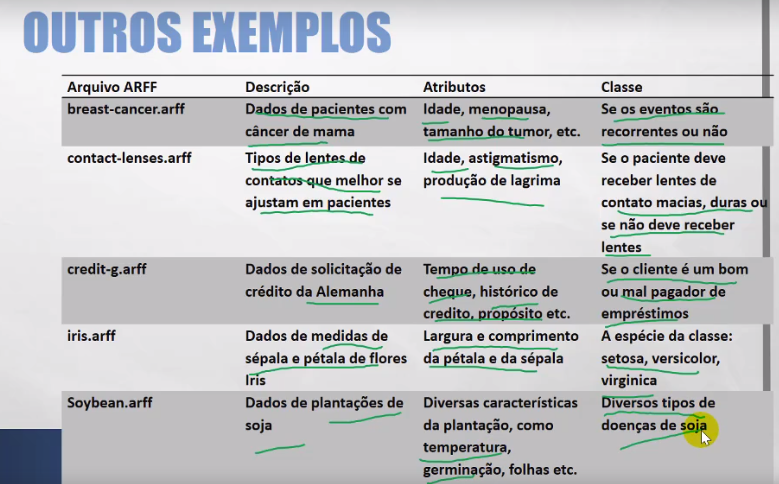 OUTROS EXEMPLOS
Arquivo ARFF Descrição Atributos Classe
breast-cancer.arff Dados de pacientes com Idade, menopausa, Se os eventos são
câncer de mama tamanho do tumor, etc. recorrentes ou não
contact-lenses.arff Tipos de lentes de Idade, astigmatismo, Se o paciente deve
contatos que melhor se produção de lagrima receber lentes de
ajustam em pacientes contato macias, duras ou
se não deve receber
lentes
credit-g.arff Dados de solicitação de Tempo de uso de Se o cliente é um bom
crédito da Alemanha cheque, histórico de ou mal pagador de
credito, propósito etc. empréstimos
iris.arff Dados de medidas de Largura e comprimento A espécie da classe:
sépala e pétala de flores da pétala e da sépala setosa, versicolor,
Iris virginica
Soybean.arff Dados de plantações de Diversas características Diversos tipos de
soja da plantação, como doenças de soja
temperatura,
germinação, folhas etc.